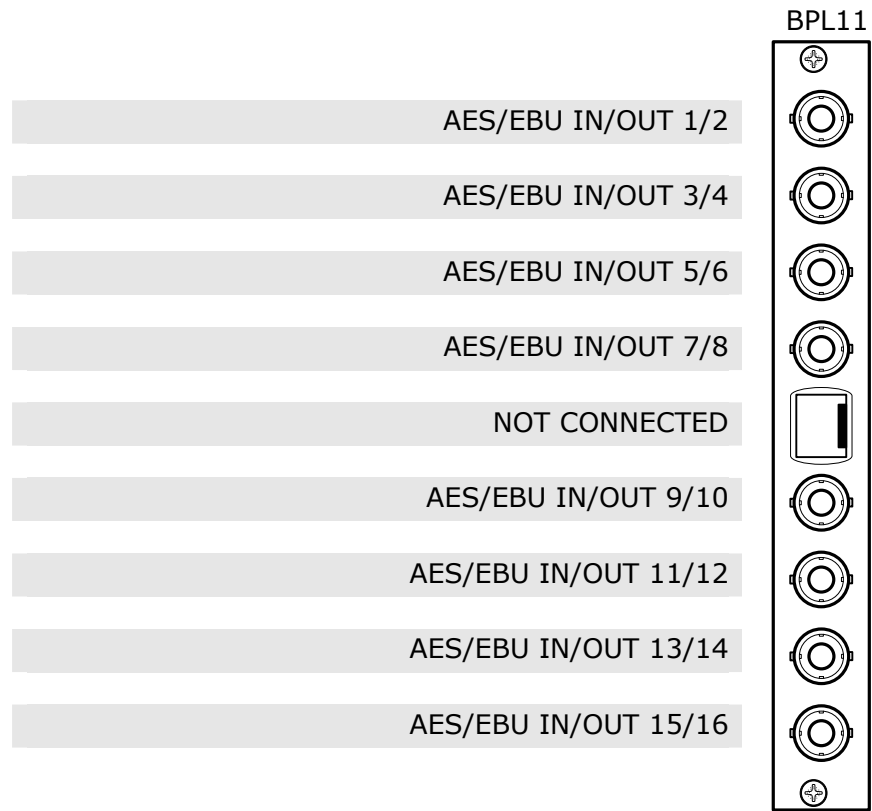 BPL11
AES/EBU IN/OUT 1/2
AES/EBU IN/OUT 3/4
AES/EBU IN/OUT 5/6
AES/EBU IN/OUT 7/8
NOT CONNECTED
AES/EBU IN/OUT 9/10
AES/EBU IN/OUT 11/12
AES/EBU IN/OUT 13/14
AES/EBU IN/OUT 15/16